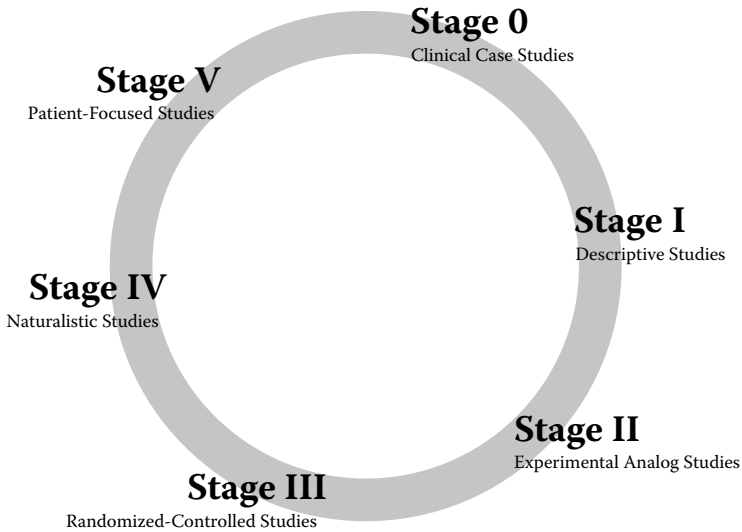 Stage 0
Clinical Case Studies
Stage I
Descriptive Studies
Stage II
Experimental Analog Studies
Stage III
Randomized-Controlled Studies
Stage IV
Naturalistic Studies
Stage V
Patient-Focused Studies